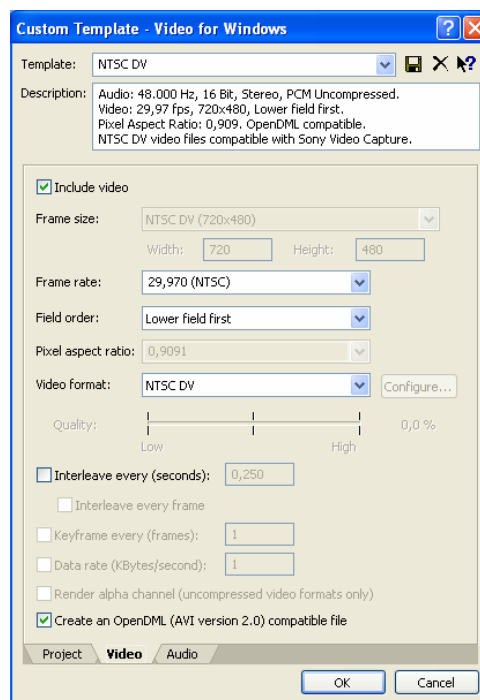 Custom Template - Video for Windows
Template: NTSC DV
Description: Audio: 48.000 Hz, 16 Bit, Stereo, PCM Uncompressed.
Video: 29,97 fps, 720x480, Lower field first.
Pixel Aspect Ratio: 0,909. OpenDML compatible.
NTSC DV video files compatible with Sony Video Capture.
Include video
Frame size: NTSC DV (720x480)
Width: 720 Height: 480
Frame rate: 29,970 (NTSC)
Field order: Lower field first
Pixel aspect ratio: 0,9091
Video format: NTSC DV Configure...
Quality: 0,0 %
Low High
Interleave every (seconds): 0,250
Interleave every frame
Keyframe every (frames): 1
Data rate (KBytes/second): 1
Render alpha channel (uncompressed video formats only)
Create an OpenDML (AVI version 2.0) compatible file
Project Video Audio
OK Cancel